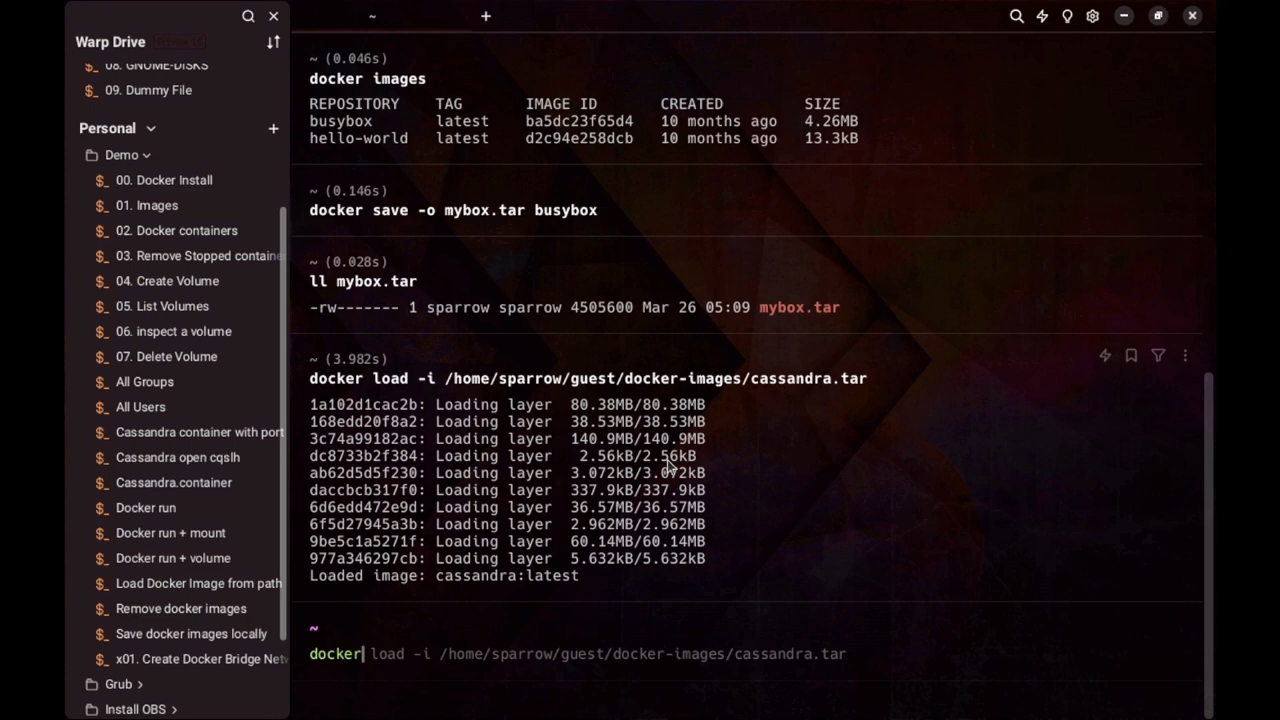 Warp Drive
08. GNOME-DISKS
09. Dummy File
Personal
Demo
$_ 00. Docker Install
$_ 01. Images
$_ 02. Docker containers
$_ 03. Remove Stopped containe
$_ 04. Create Volume
$_ 05. List Volumes
$_ 06. inspect a volume
$_ 07. Delete Volume
$_ All Groups
$_ All Users
$_ Cassandra container with port
$_ Cassandra open cqlsh
$_ Cassandra.container
$_ Docker run
$_ Docker run + mount
$_ Docker run + volume
$_ Load Docker Image from path
$_ Remove docker images
$_ Save docker images locally
$_ x01. Create Docker Bridge Netw
Grub
Install OBS
~
~ (0.046s)
docker images
REPOSITORY TAG IMAGE ID CREATED SIZE
busybox latest ba5dc23f65d4 10 months ago 4.26MB
hello-world latest d2c94e258dcb 10 months ago 13.3kB
~ (0.146s)
docker save -o mybox.tar busybox
~ (0.028s)
ll mybox.tar
-rw------- 1 sparrow sparrow 4505600 Mar 26 05:09 mybox.tar
~ (3.982s)
docker load -i /home/sparrow/guest/docker-images/cassandra.tar
1a102d1cac2b: Loading layer 80.38MB/80.38MB
168edd20f8a2: Loading layer 38.53MB/38.53MB
3c74a99182ac: Loading layer 140.9MB/140.9MB
dc8733b2f384: Loading layer 2.56kB/2.56kB
ab62d5d5f230: Loading layer 3.072kB/3.072kB
daccbcb317f0: Loading layer 337.9kB/337.9kB
6d6edd472e9d: Loading layer 36.57MB/36.57MB
6f5d27945a3b: Loading layer 2.962MB/2.962MB
9be5c1a5271f: Loading layer 60.14MB/60.14MB
977a346297cb: Loading layer 5.632kB/5.632kB
Loaded image: cassandra:latest
~
docker load -i /home/sparrow/guest/docker-images/cassandra.tar